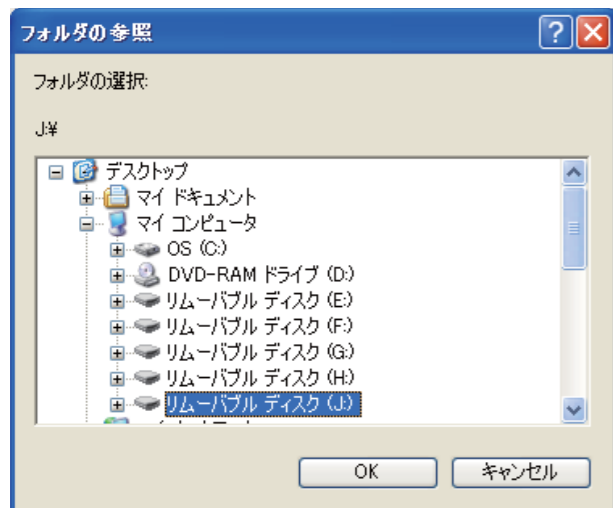 フォルダの参照
フォルダの選択:
J:¥
デスクトップ
マイ ドキュメント
マイ コンピュータ
OS (C:)
DVD-RAM ドライブ (D:)
リムーバブル ディスク (E:)
リムーバブル ディスク (F:)
リムーバブル ディスク (G:)
リムーバブル ディスク (H:)
リムーバブル ディスク (J:)
OK
キャンセル